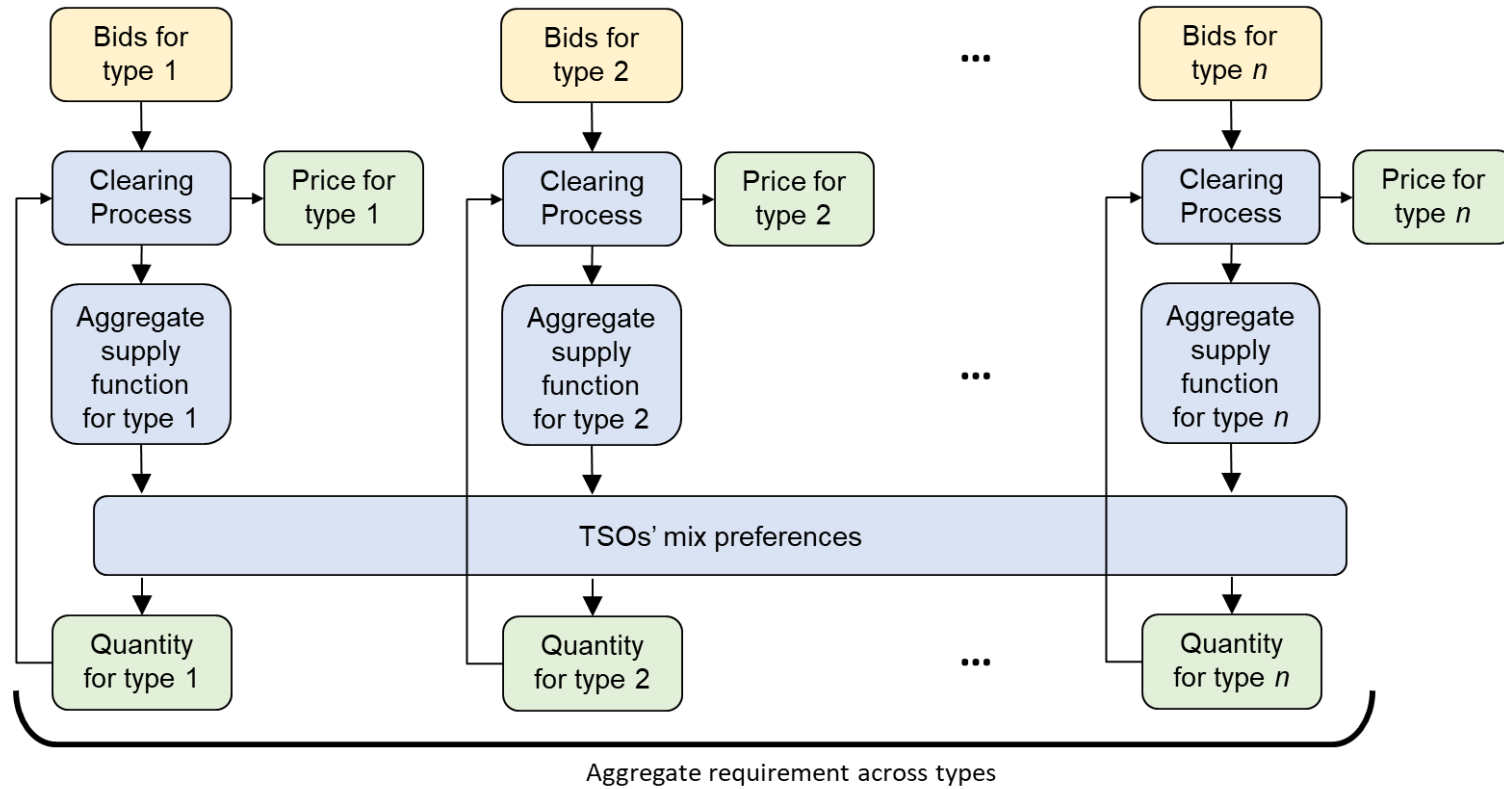 Bids for
type 1
Bids for
type 2
...
Bids for
type n
Clearing
Process
Price for
type 1
Clearing
Process
Price for
type 2
Clearing
Process
Price for
type n
Aggregate
supply
function
for type 1
Aggregate
supply
function
for type 2
...
Aggregate
supply
function
for type n
TSOs’ mix preferences
Quantity
for type 1
Quantity
for type 2
...
Quantity
for type n
Aggregate requirement across types